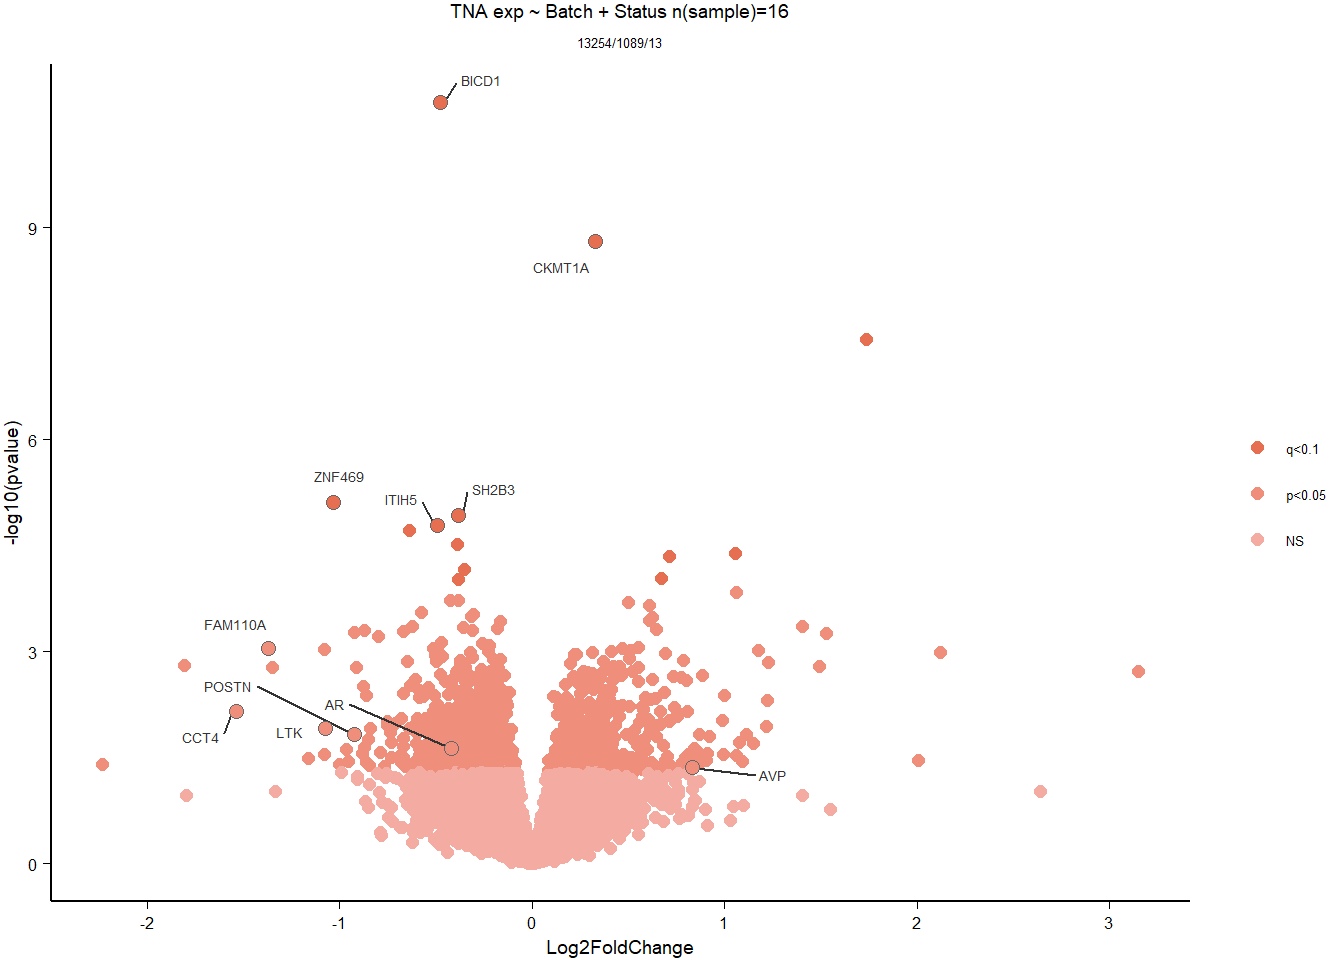 TNA exp ~ Batch + Status n(sample)=16
13254/1089/13
BICD1
9
CKMT1A
6
-log10(pvalue)
q<0.1
p<0.05
NS
ZNF469
ITIH5
SH2B3
FAM110A
3
POSTN
AR
CCT4
LTK
AVP
0
-2
-1
0
1
2
3
Log2FoldChange